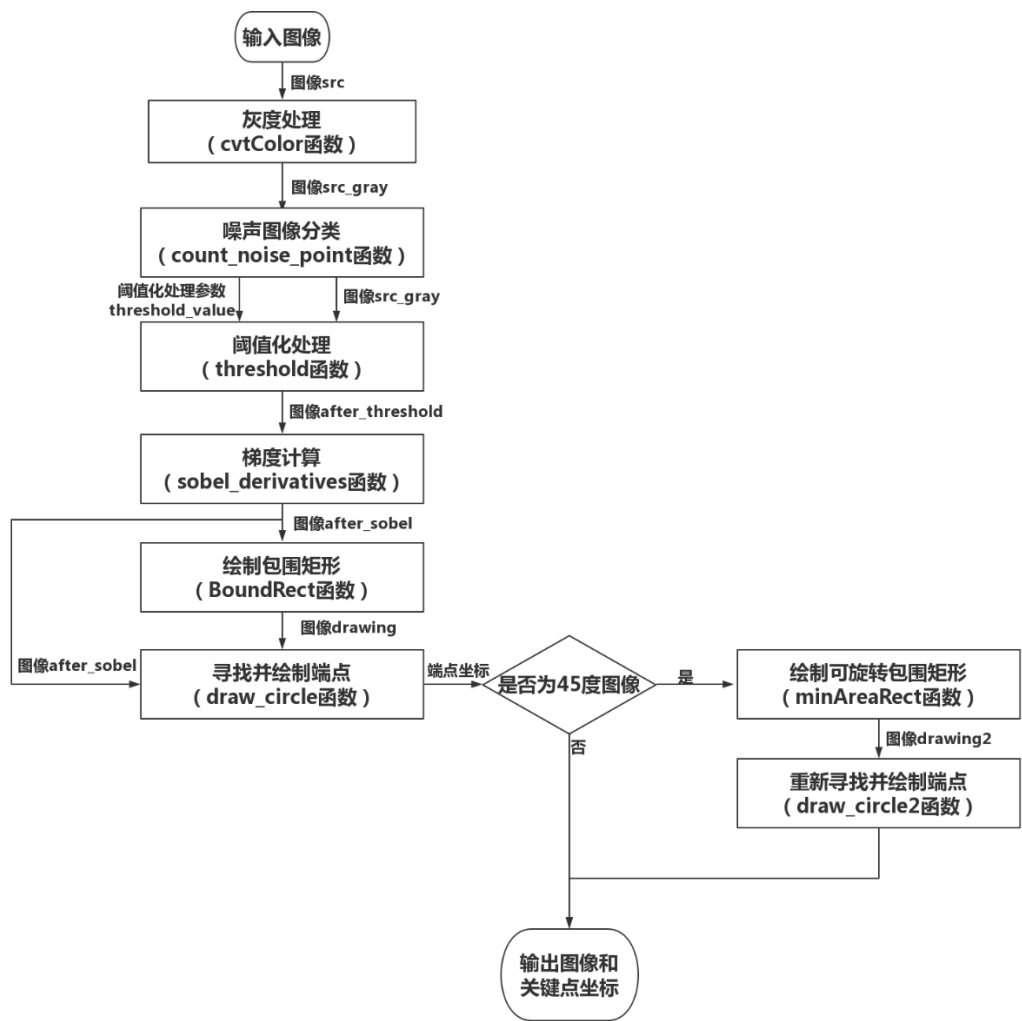 输入图像
图像src
灰度处理
（cvtColor函数）
图像src_gray
噪声图像分类
（count_noise_point函数）
阈值化处理参数
threshold_value
图像src_gray
阈值化处理
（threshold函数）
图像after_threshold
梯度计算
（sobel_derivatives函数）
图像after_sobel
绘制包围矩形
（BoundRect函数）
图像drawing
图像after_sobel
寻找并绘制端点
（draw_circle函数）
端点坐标
是否为45度图像
是
绘制可旋转包围矩形
（minAreaRect函数）
图像drawing2
重新寻找并绘制端点
（draw_circle2函数）
否
输出图像和
关键点坐标